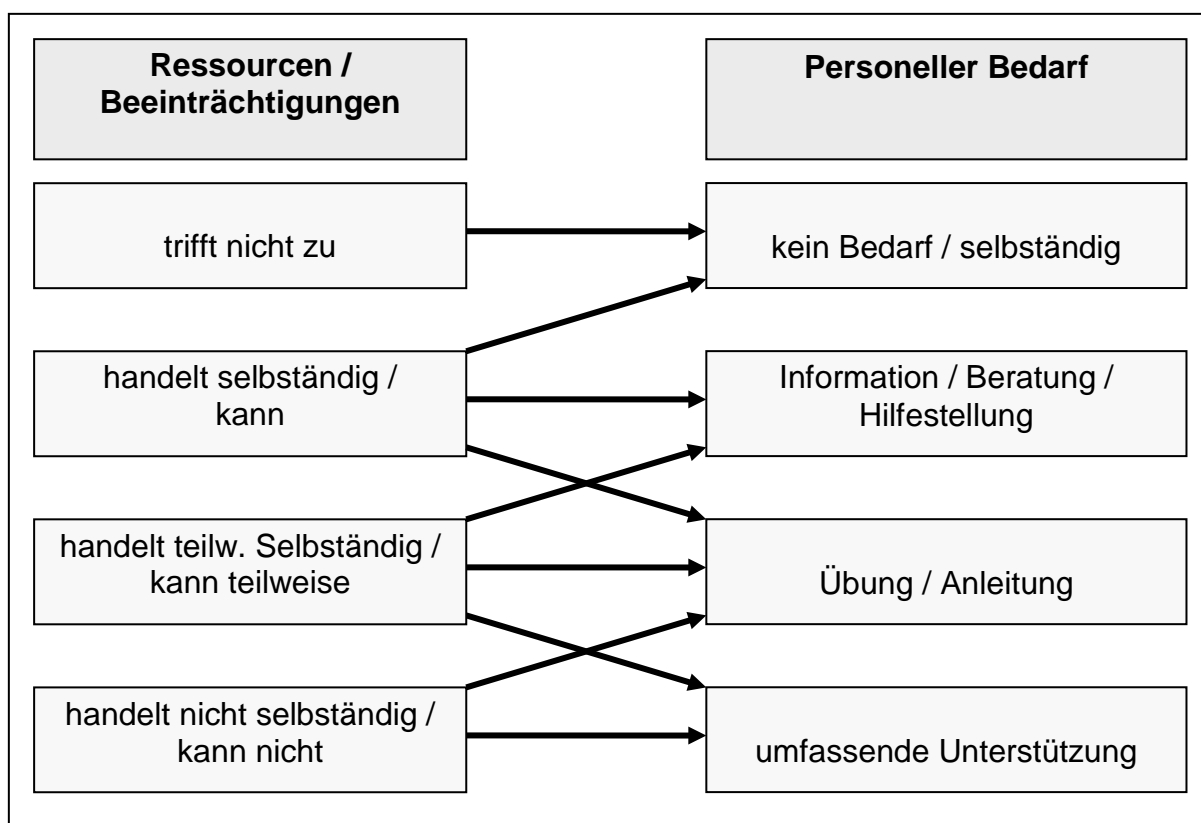 Ressourcen /
Beeinträchtigungen
Personeller Bedarf
trifft nicht zu
kein Bedarf / selbständig
handelt selbständig /
kann
Information / Beratung /
Hilfestellung
handelt teilw. Selbständig /
kann teilweise
Übung / Anleitung
handelt nicht selbständig /
kann nicht
umfassende Unterstützung